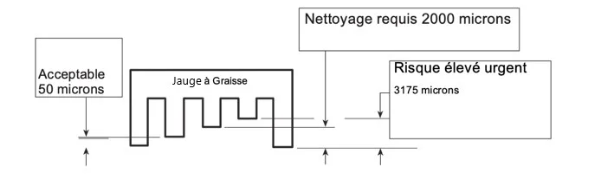 Nettoyage requis 2000 microns
Acceptable
50 microns
Jauge à Graisse
Risque élevé urgent
3175 microns